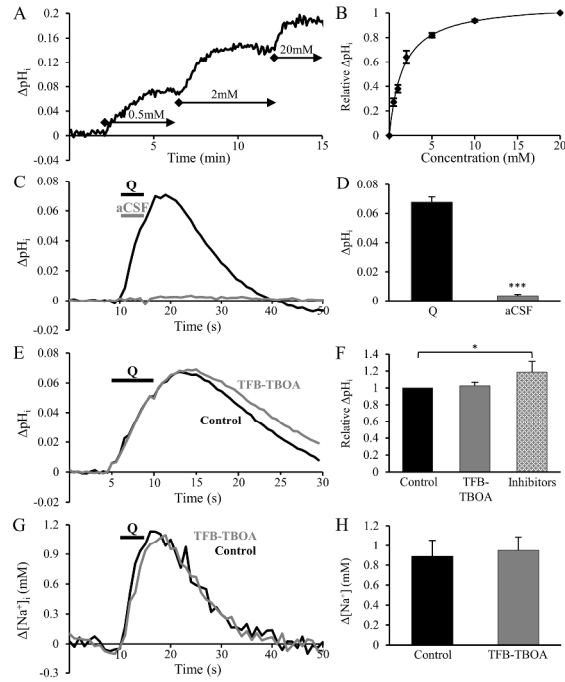 A
ΔpHi
0.2
0.16
0.12
0.08
0.04
0
-0.04
0.5mM
2mM
20mM
5
10
15
Time (min)
B
Relative ΔpHi
1
0.8
0.6
0.4
0.2
0
0
5
10
15
20
Concentration (mM)
C
ΔpHi
0.08
0.06
0.04
0.02
0
-0.02
Q
aCSF
10
20
30
40
50
Time (s)
D
ΔpHi
0.08
0.06
0.04
0.02
0
***
Q
aCSF
E
ΔpHi
0.08
0.06
0.04
0.02
0
-0.02
Q
TFB-TBOA
Control
5
10
15
20
25
30
Time (s)
F
Relative ΔpHi
1.4
1.2
1
0.8
0.6
0.4
0.2
0
*
Control
TFB-
TBOA
Inhibitors
G
Δ[Na⁺]i (mM)
1.2
0.9
0.6
0.3
0
-0.3
Q
TFB-TBOA
Control
10
20
30
40
50
Time (s)
H
Δ[Na⁺] (mM)
1.2
1
0.8
0.6
0.4
0.2
0
Control
TFB-TBOA